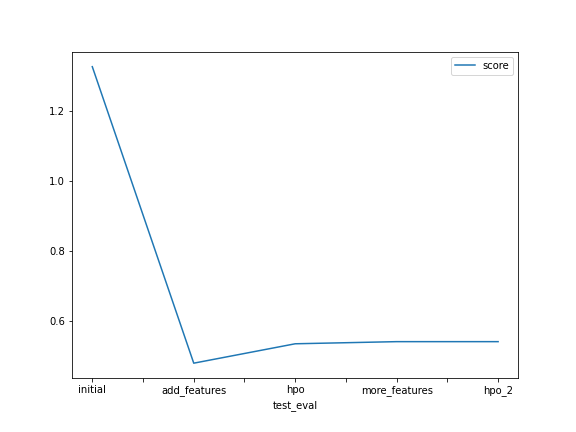 score
1.2
1.0
0.8
0.6
initial add_features hpo more_features hpo_2
test_eval